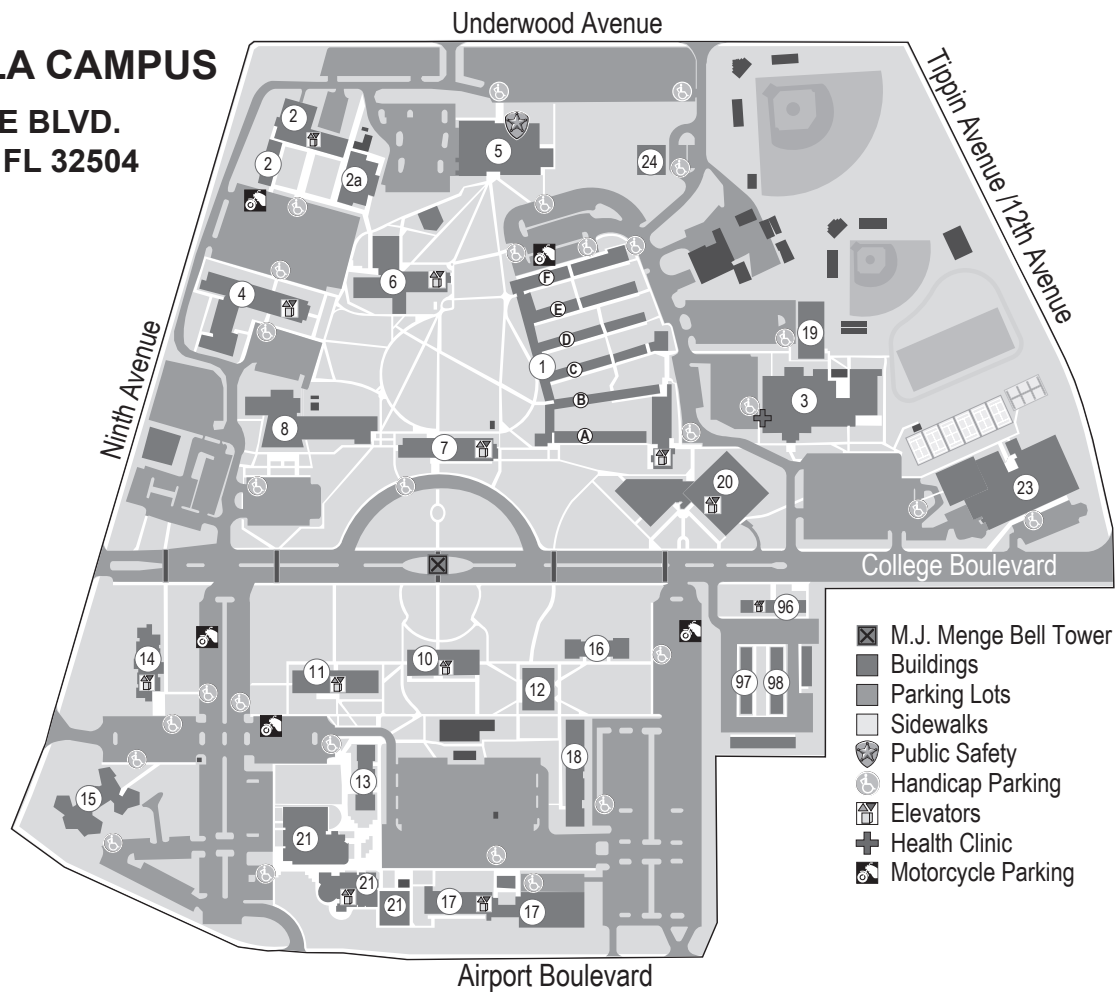 Underwood Avenue
LA CAMPUS
E BLVD.
FL 32504
Tippin Avenue /12th Avenue
Ninth Avenue
2
5
2
2a
24
6
F
4
E
D
19
1
C
3
B
8
A
7
20
23
College Boulevard
96
14
16
10
11
12
97
98
18
13
15
21
21
21
17
17
M.J. Menge Bell Tower
Buildings
Parking Lots
Sidewalks
Public Safety
Handicap Parking
Elevators
Health Clinic
Motorcycle Parking
Airport Boulevard